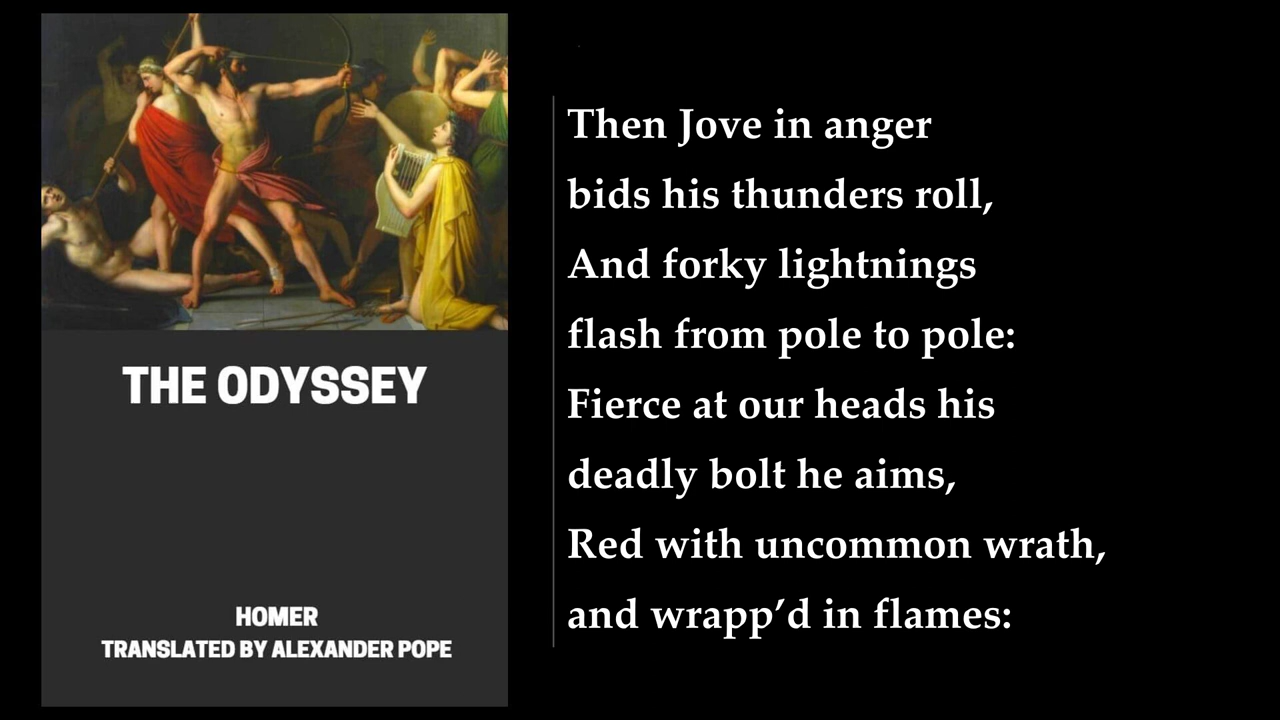 THE ODYSSEY
HOMER
TRANSLATED BY ALEXANDER POPE
Then Jove in anger
bids his thunders roll,
And forky lightnings
flash from pole to pole:
Fierce at our heads his
deadly bolt he aims,
Red with uncommon wrath,
and wrapp’d in flames: